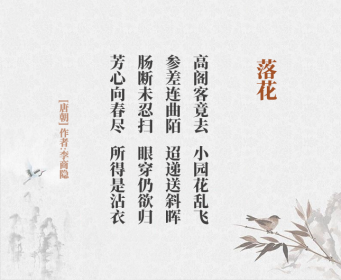 落花
高阁客竟去 小园花乱飞
参差连曲陌 迢递送斜晖
肠断未忍扫 眼穿仍欲归
芳心向春尽 所得是沾衣
[唐朝] 作者:李商隐